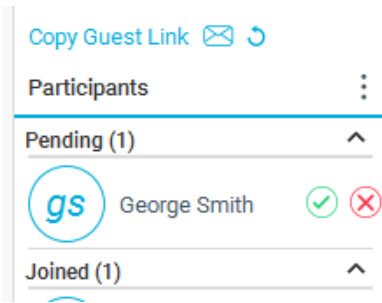 Copy Guest Link
Participants
Pending (1)
gs George Smith
Joined (1)